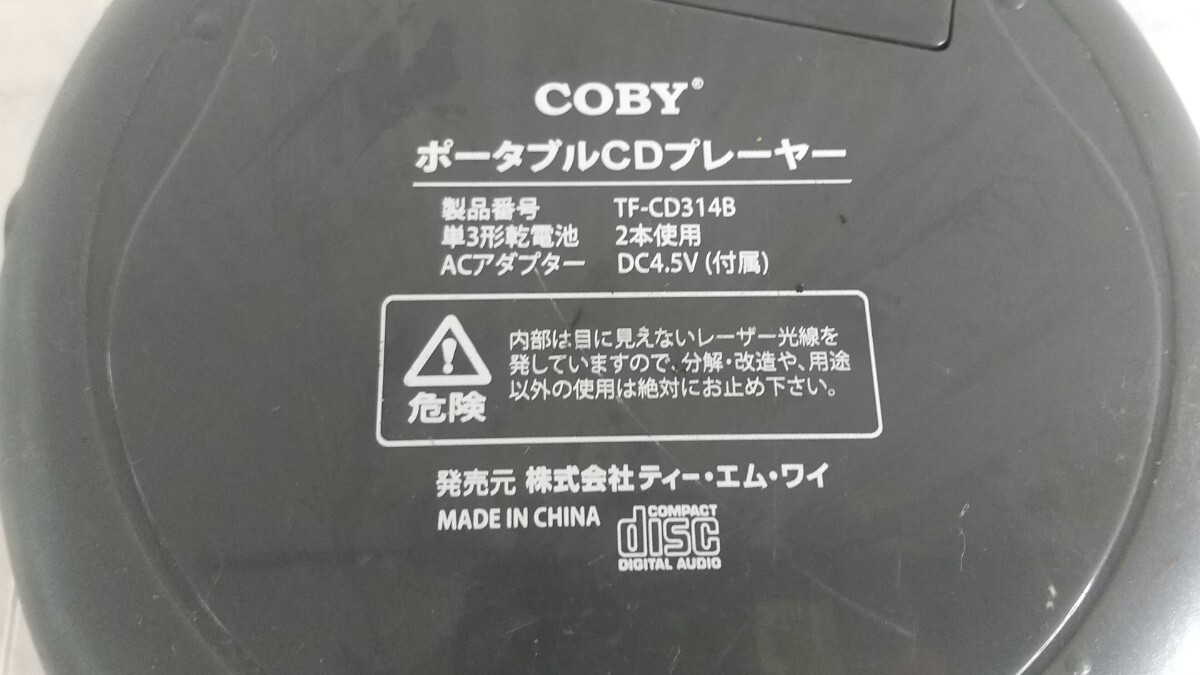 COBY®
ポータブルCDプレーヤー
製品番号 TF-CD314B
単3形乾電池 2本使用
ACアダプター DC4.5V (付属)
内部は目に見えないレーザー光線を
発していますので、分解・改造や、用途
以外の使用は絶対にお止め下さい。
危険
発売元 株式会社ティー・エム・ワイ
MADE IN CHINA
COMPACT
disc
DIGITAL AUDIO